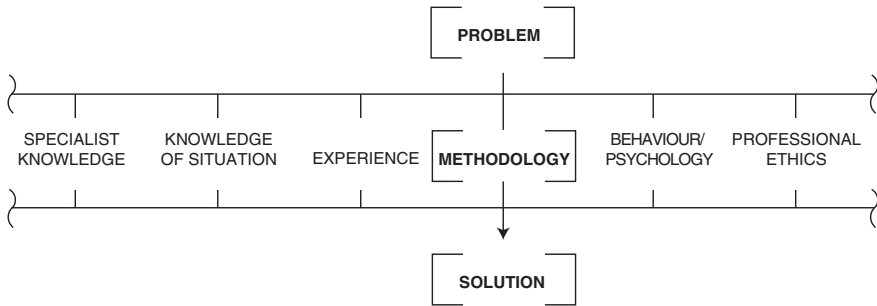 PROBLEM
SPECIALIST
KNOWLEDGE
KNOWLEDGE
OF SITUATION
EXPERIENCE
METHODOLOGY
BEHAVIOUR/
PSYCHOLOGY
PROFESSIONAL
ETHICS
SOLUTION